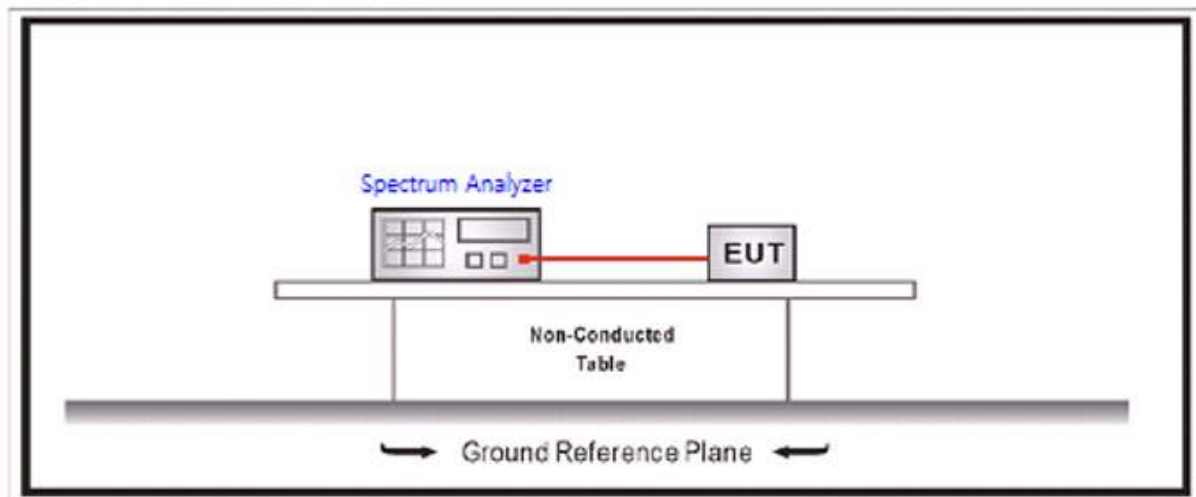 Spectrum Analyzer
EUT
Non-Conducted
Table
Ground Reference Plane